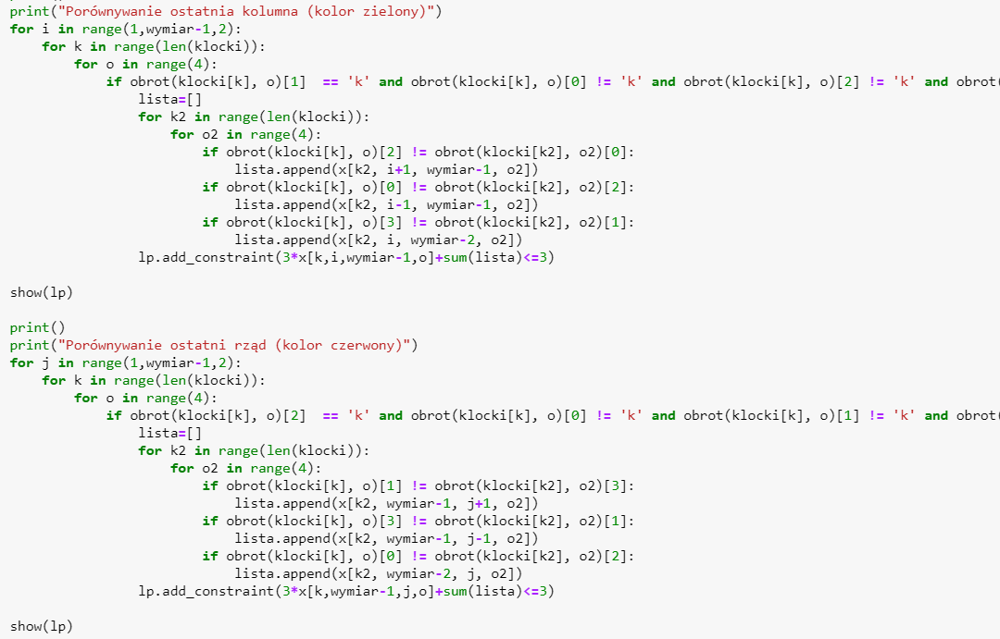 print("Porównywanie ostatnia kolumna (kolor zielony)")
for i in range(1,wymiar-1,2):
    for k in range(len(klocki)):
        for o in range(4):
            if obrot(klocki[k], o)[1]  == 'k' and obrot(klocki[k], o)[0] != 'k' and obrot(klocki[k], o)[2] != 'k' and obrot(
                lista=[]
                for k2 in range(len(klocki)):
                    for o2 in range(4):
                        if obrot(klocki[k], o)[2] != obrot(klocki[k2], o2)[0]:
                            lista.append(x[k2, i+1, wymiar-1, o2])
                        if obrot(klocki[k], o)[0] != obrot(klocki[k2], o2)[2]:
                            lista.append(x[k2, i-1, wymiar-1, o2])
                        if obrot(klocki[k], o)[3] != obrot(klocki[k2], o2)[1]:
                            lista.append(x[k2, i, wymiar-2, o2])
                lp.add_constraint(3*x[k,i,wymiar-1,o]+sum(lista)<=3)

show(lp)

print()
print("Porównywanie ostatni rząd (kolor czerwony)")
for j in range(1,wymiar-1,2):
    for k in range(len(klocki)):
        for o in range(4):
            if obrot(klocki[k], o)[2]  == 'k' and obrot(klocki[k], o)[0] != 'k' and obrot(klocki[k], o)[1] != 'k' and obrot(
                lista=[]
                for k2 in range(len(klocki)):
                    for o2 in range(4):
                        if obrot(klocki[k], o)[1] != obrot(klocki[k2], o2)[3]:
                            lista.append(x[k2, wymiar-1, j+1, o2])
                        if obrot(klocki[k], o)[3] != obrot(klocki[k2], o2)[1]:
                            lista.append(x[k2, wymiar-1, j-1, o2])
                        if obrot(klocki[k], o)[0] != obrot(klocki[k2], o2)[2]:
                            lista.append(x[k2, wymiar-2, j, o2])
                lp.add_constraint(3*x[k,wymiar-1,j,o]+sum(lista)<=3)

show(lp)